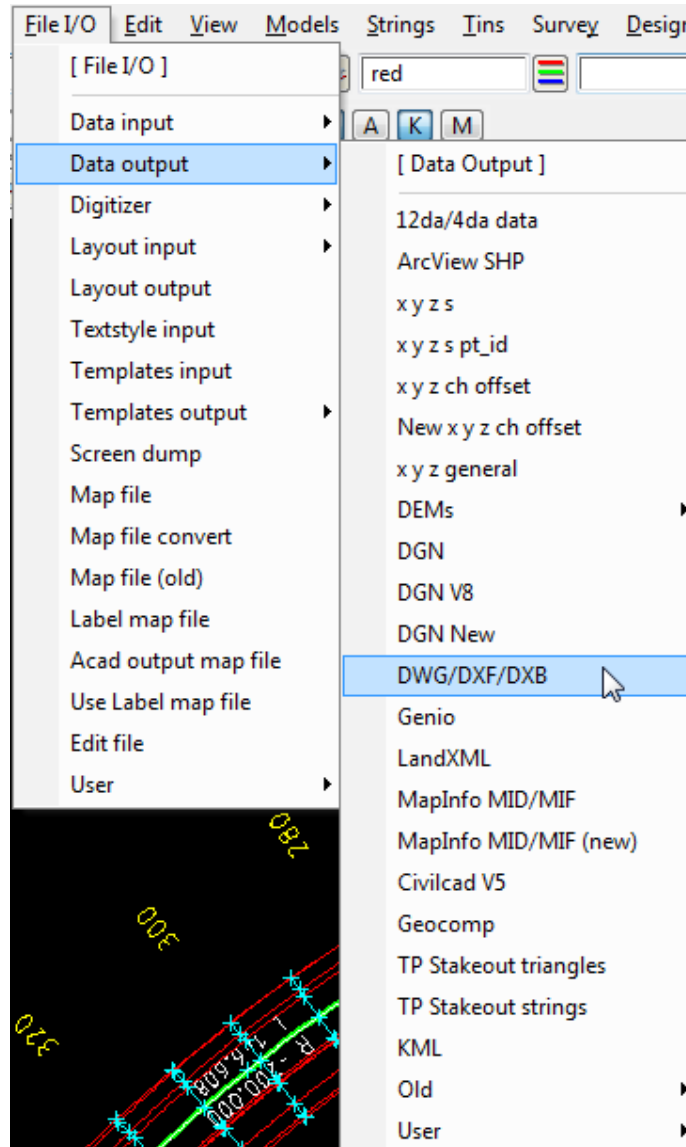 File I/O Edit View Models Strings Tins Survey Design
[ File I/O ]
red
Data input
A K M
Data output
Digitizer
Layout input
Layout output
Textstyle input
Templates input
Templates output
Screen dump
Map file
Map file convert
Map file (old)
Label map file
Acad output map file
Use Label map file
Edit file
User
[ Data Output ]
12da/4da data
ArcView SHP
x y z s
x y z s pt_id
x y z ch offset
New x y z ch offset
x y z general
DEMs
DGN
DGN V8
DGN New
DWG/DXF/DXB
Genio
LandXML
MapInfo MID/MIF
MapInfo MID/MIF (new)
Civilcad V5
Geocomp
TP Stakeout triangles
TP Stakeout strings
KML
Old
User
280
300
320